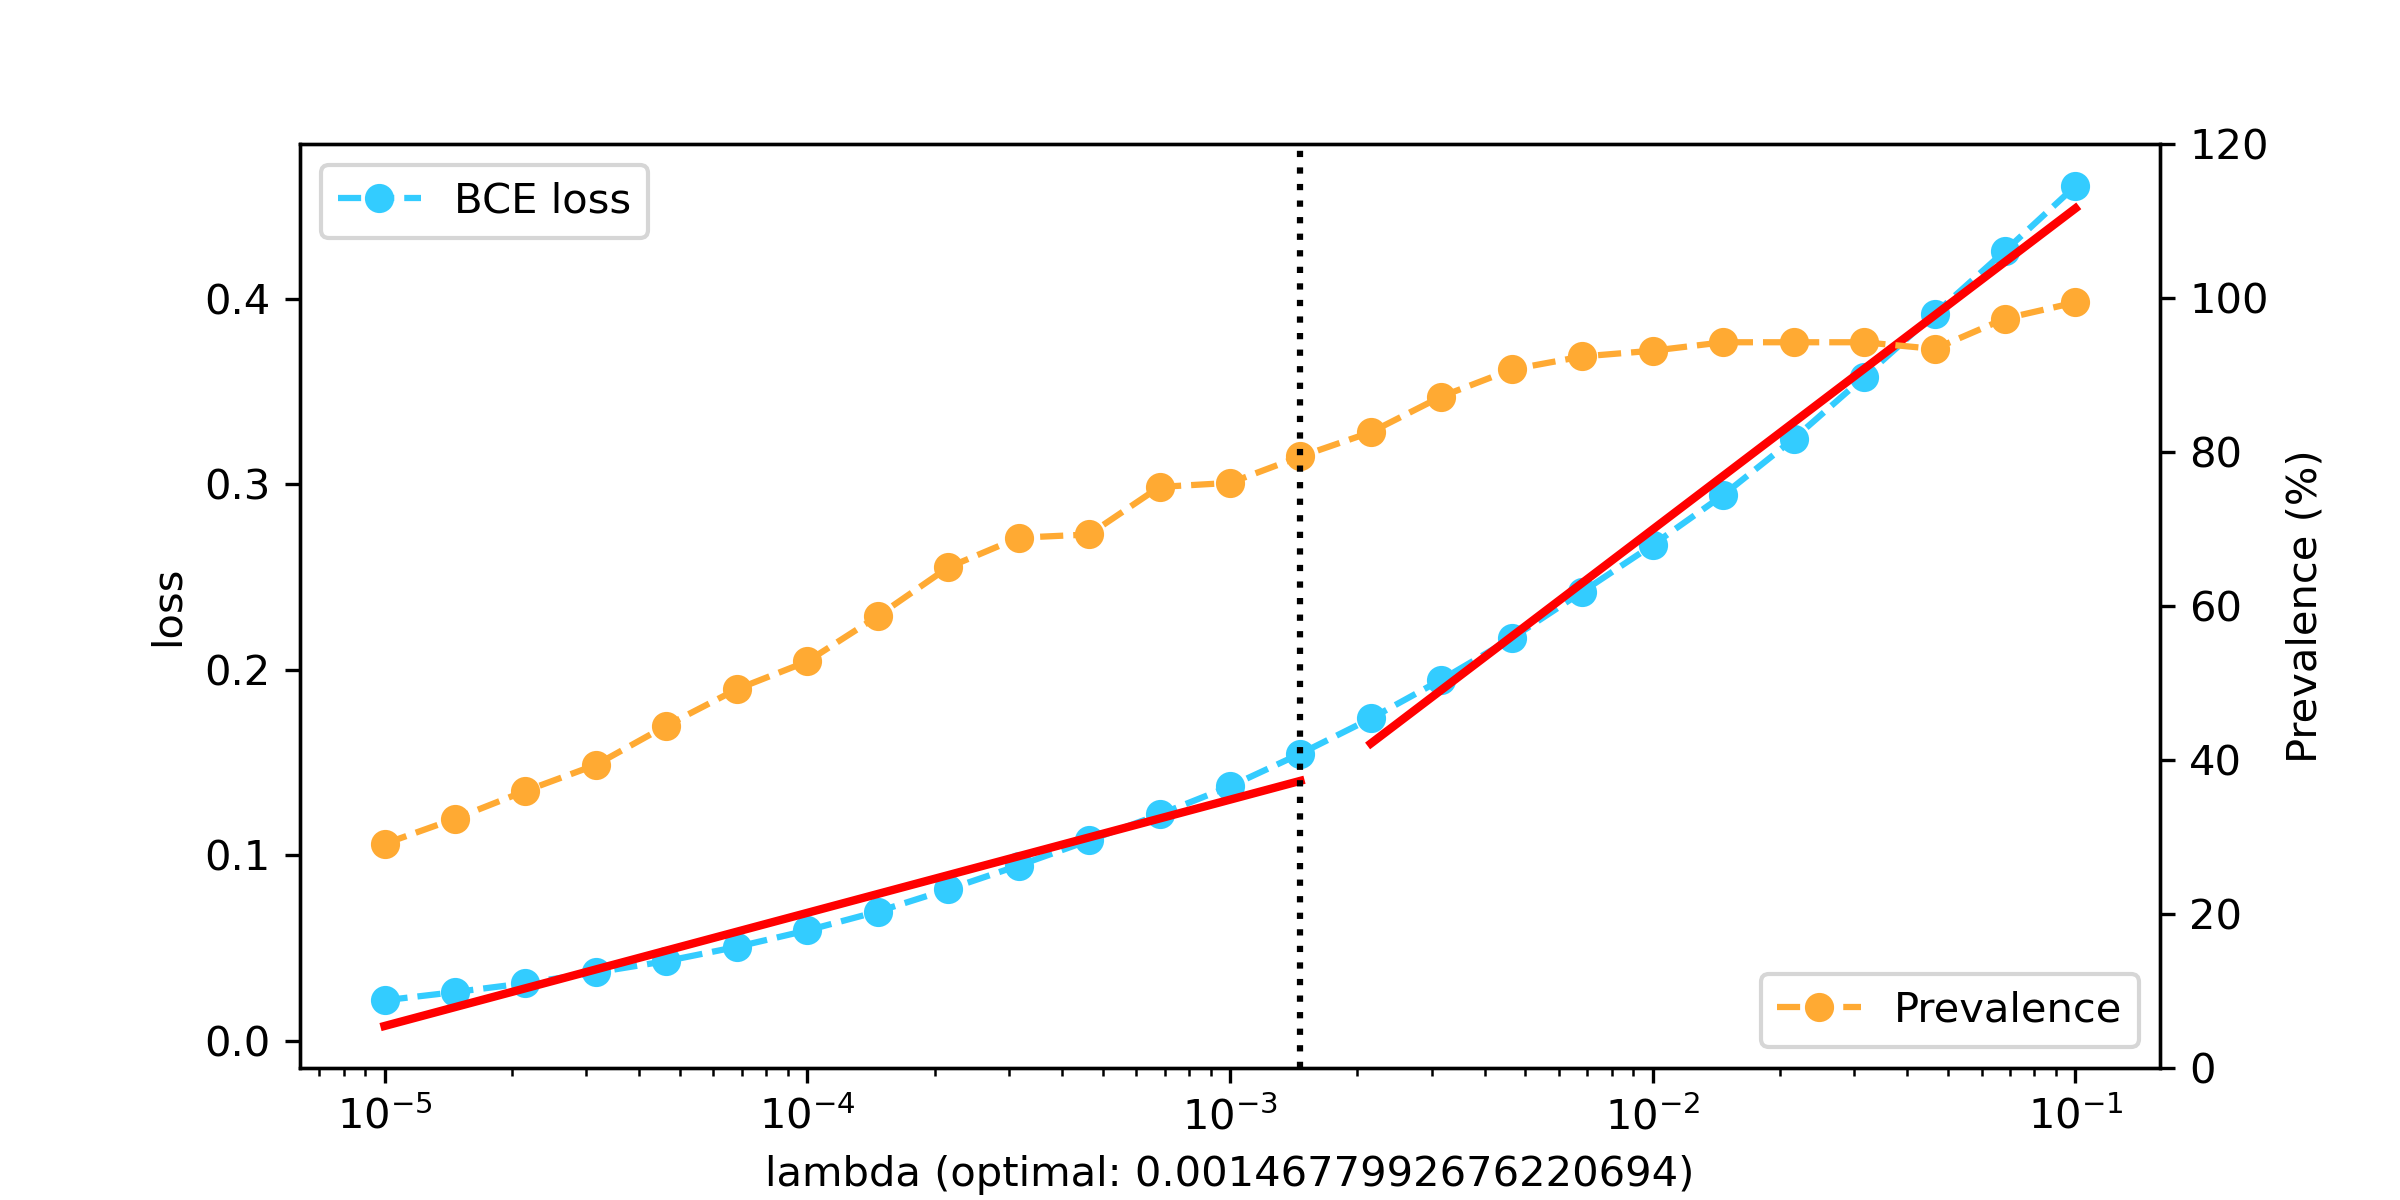 BCE loss
120
100
80
60
40
20
0
0.4
0.3
0.2
0.1
0.0
loss
Prevalence (%)
Prevalence
10⁻⁵ 10⁻⁴ 10⁻³ 10⁻² 10⁻¹
lambda (optimal: 0.0014677992676220694)